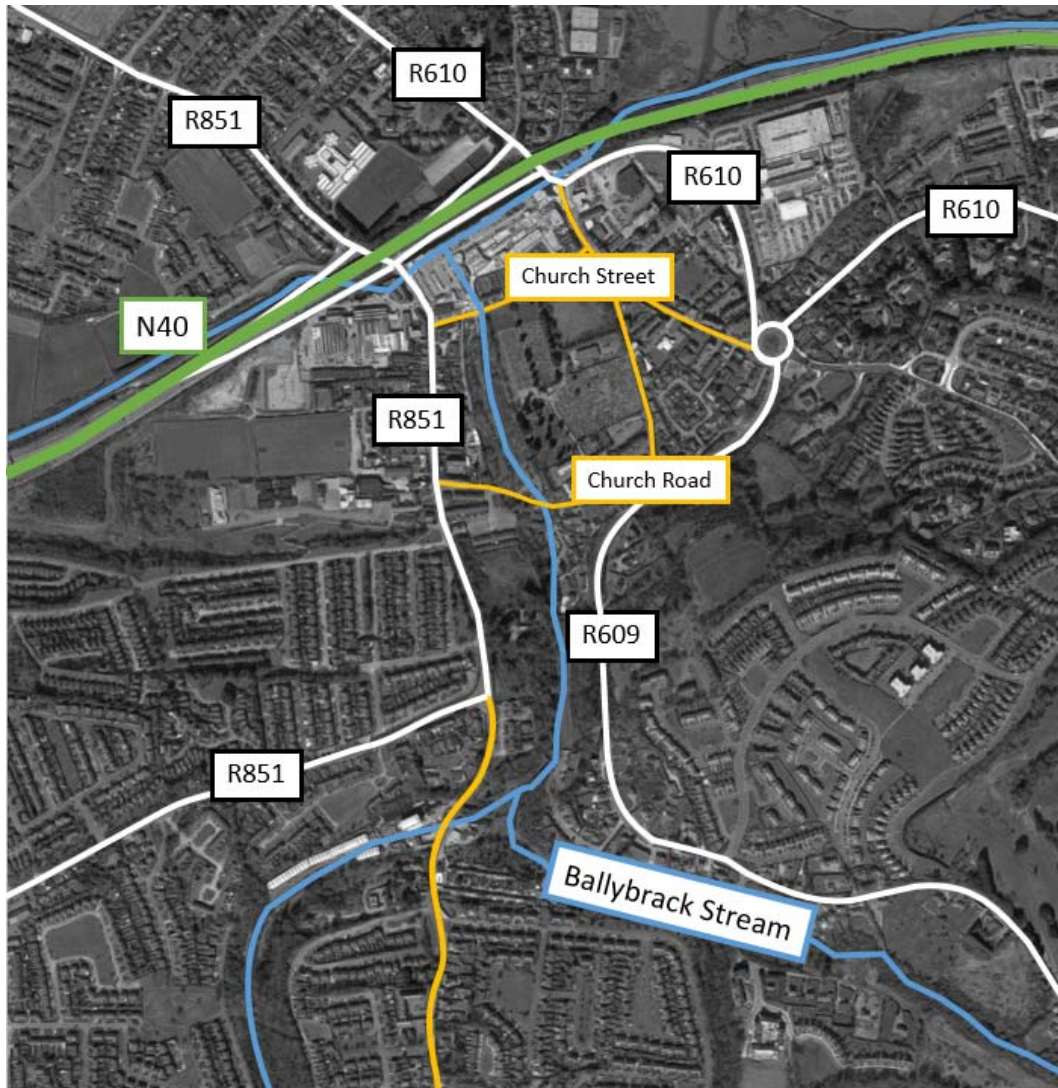 R610
R851
R610
R610
Church Street
N40
R851
Church Road
R609
R851
Ballybrack Stream